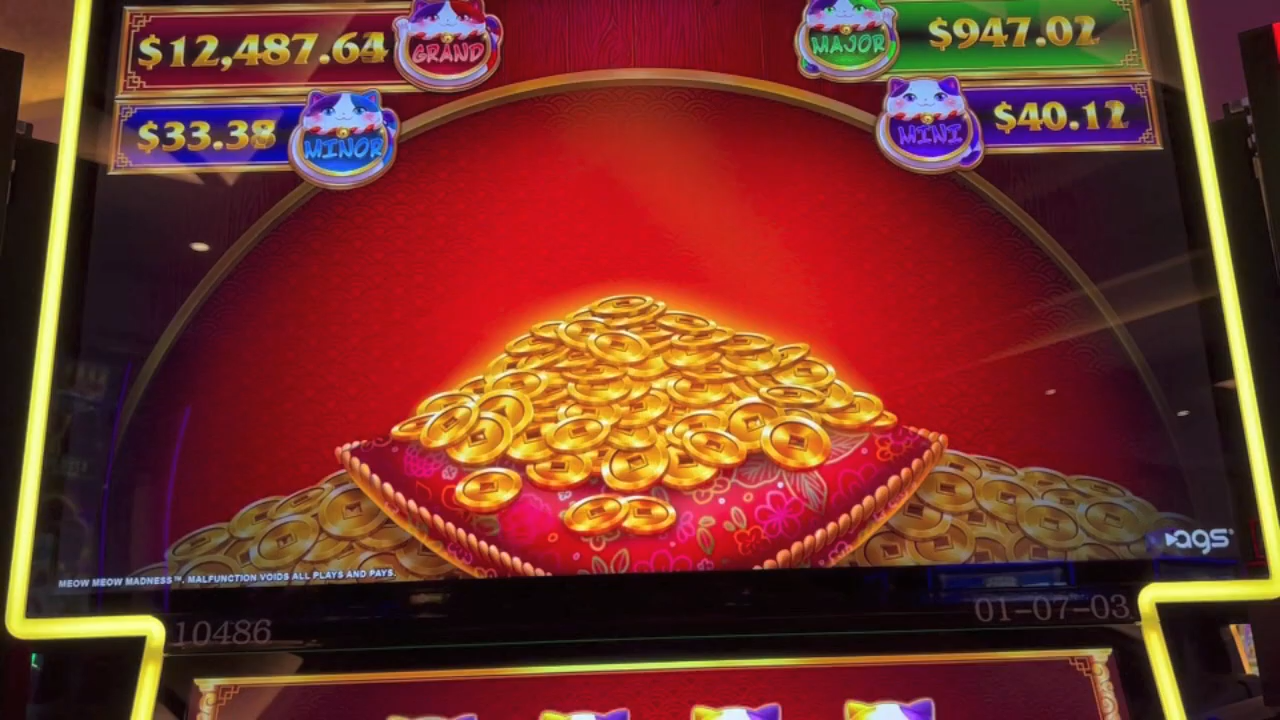 $12,487.64 GRAND
MAJOR $947.02
$33.38 MINOR
MINI $40.12
ags
MEOW MEOW MADNESS™. MALFUNCTION VOIDS ALL PLAYS AND PAYS.
10486
01-07-03